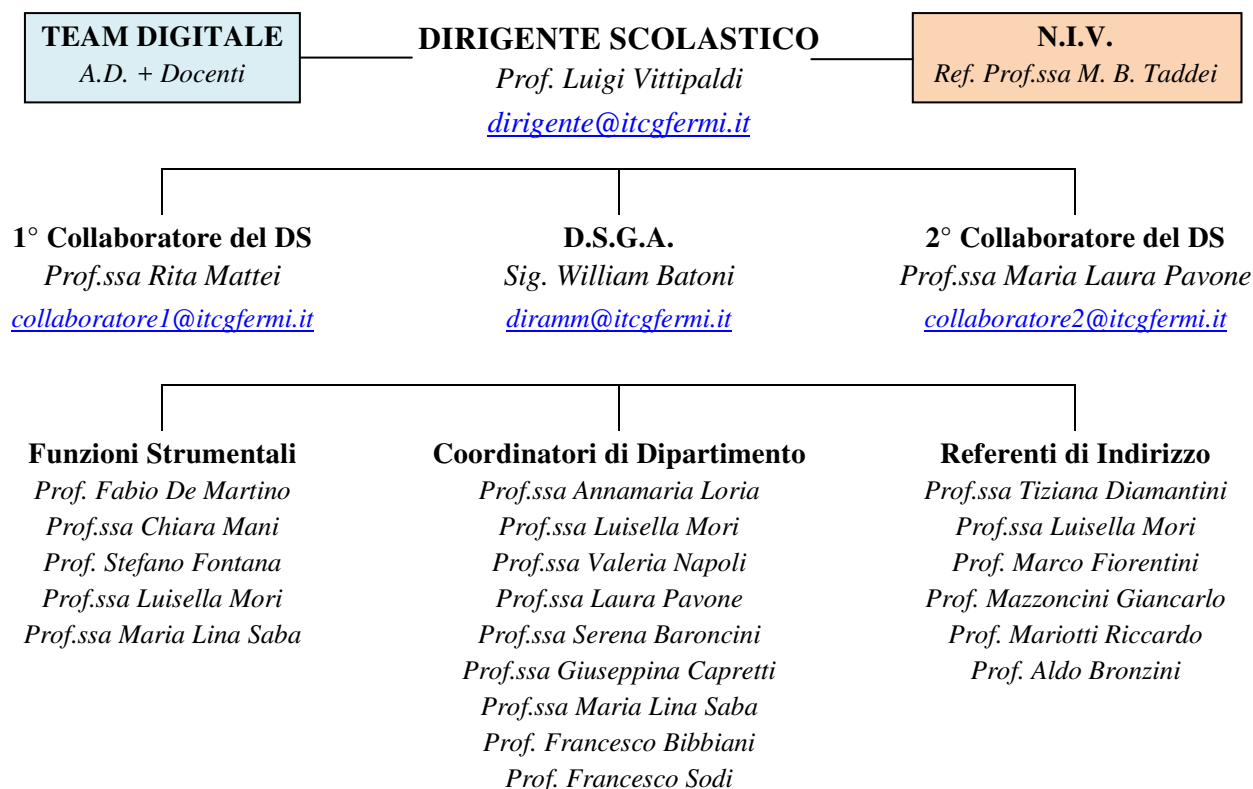 TEAM DIGITALE
A.D. + Docenti
DIRIGENTE SCOLASTICO
Prof. Luigi Vittipaldi
dirigente@itcgfermi.it
N.I.V.
Ref. Prof.ssa M. B. Taddei
1° Collaboratore del DS
Prof.ssa Rita Mattei
collaboratore1@itcgfermi.it
D.S.G.A.
Sig. William Batoni
diramm@itcgfermi.it
2° Collaboratore del DS
Prof.ssa Maria Laura Pavone
collaboratore2@itcgfermi.it
Funzioni Strumentali
Prof. Fabio De Martino
Prof.ssa Chiara Mani
Prof. Stefano Fontana
Prof.ssa Luisella Mori
Prof.ssa Maria Lina Saba
Coordinatori di Dipartimento
Prof.ssa Annamaria Loria
Prof.ssa Luisella Mori
Prof.ssa Valeria Napoli
Prof.ssa Laura Pavone
Prof.ssa Serena Baroncini
Prof.ssa Giuseppina Capretti
Prof.ssa Maria Lina Saba
Prof. Francesco Bibbiani
Prof. Francesco Sodi
Referenti di Indirizzo
Prof.ssa Tiziana Diamantini
Prof.ssa Luisella Mori
Prof. Marco Fiorentini
Prof. Mazzoncini Giancarlo
Prof. Mariotti Riccardo
Prof. Aldo Bronzini